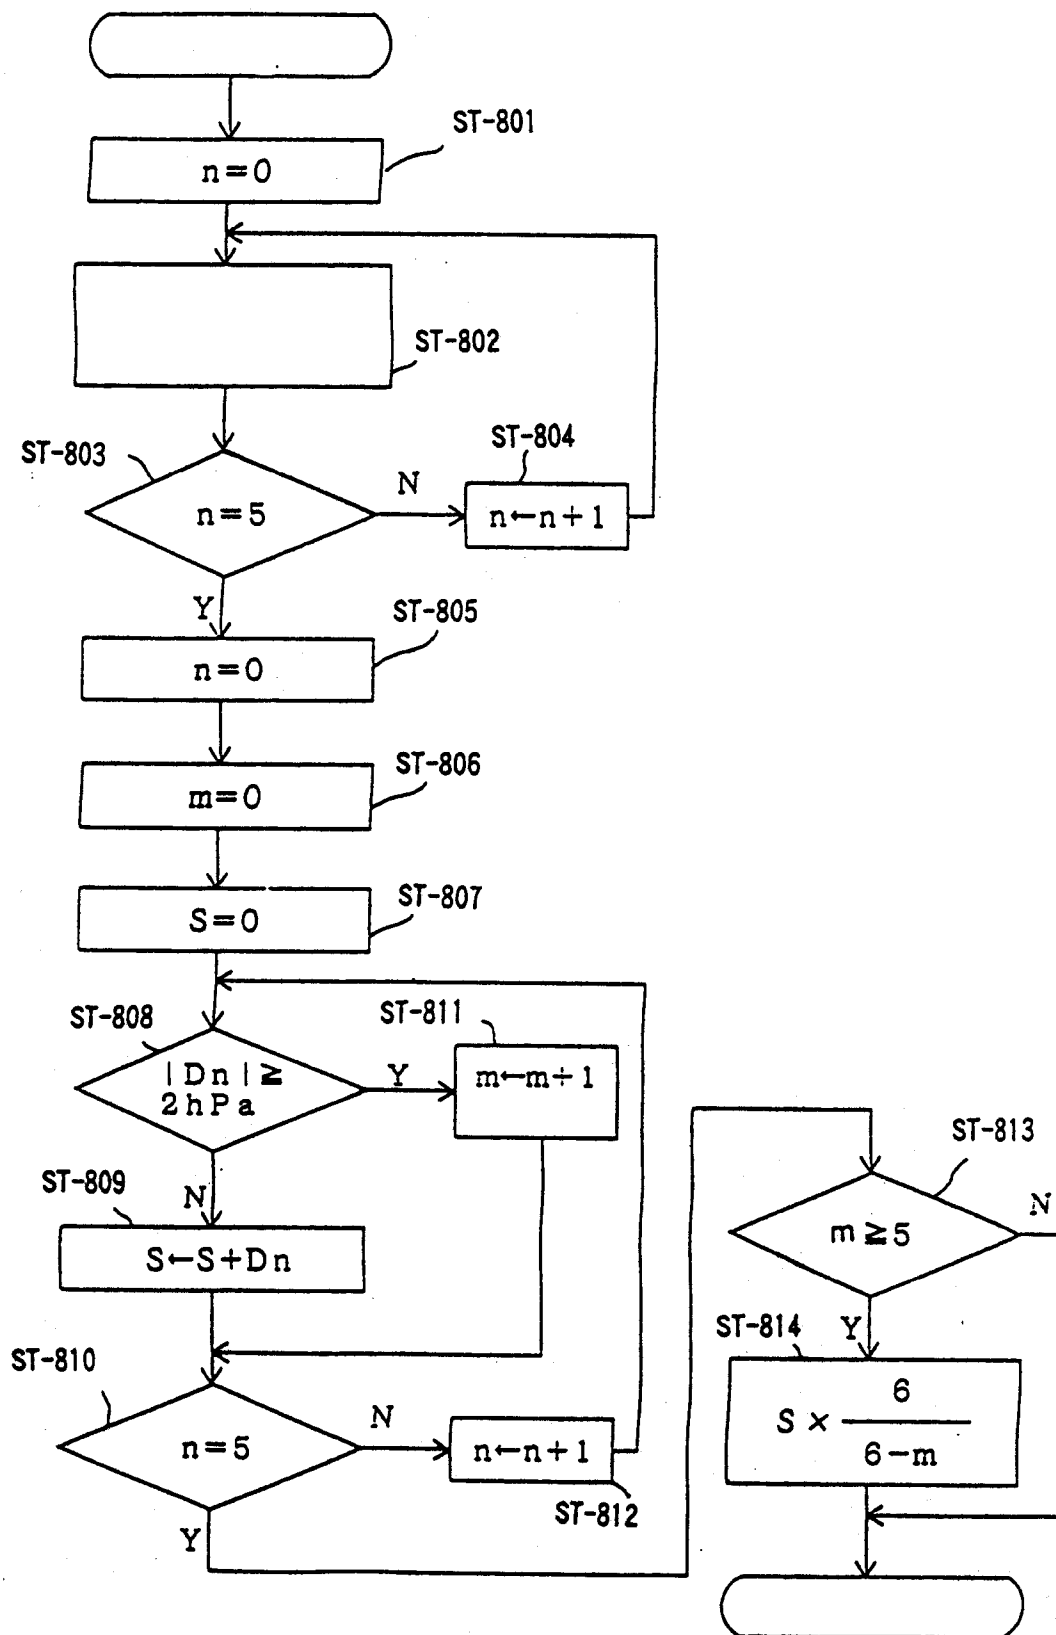 ST-801
n=0
ST-802
ST-803
n=5
N
ST-804
n←n+1
Y
ST-805
n=0
ST-806
m=0
ST-807
S=0
ST-808
|Dn|≧
2hPa
Y
ST-811
m←m+1
N
ST-809
S←S+Dn
ST-810
n=5
N
n←n+1
ST-812
Y
ST-813
m≧5
N
Y
ST-814
S× 6
6-m